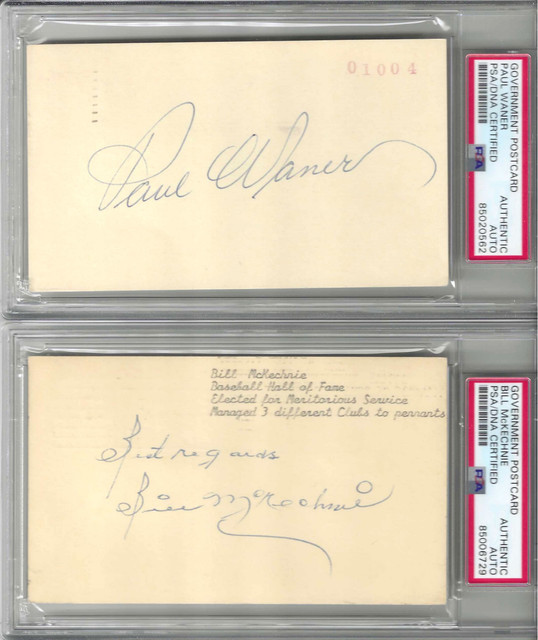 01004
Paul Waner
GOVERNMENT POSTCARD
PAUL WANER
PSA/DNA CERTIFIED
AUTHENTIC
AUTO
85020562
Bill McKechnie
Baseball Hall of Fame
Elected for Meritorious Service
Managed 3 different Clubs to pennants
Best regards
Bill McKechnie
GOVERNMENT POSTCARD
BILL McKECHNIE
PSA/DNA CERTIFIED
AUTHENTIC
AUTO
85006729